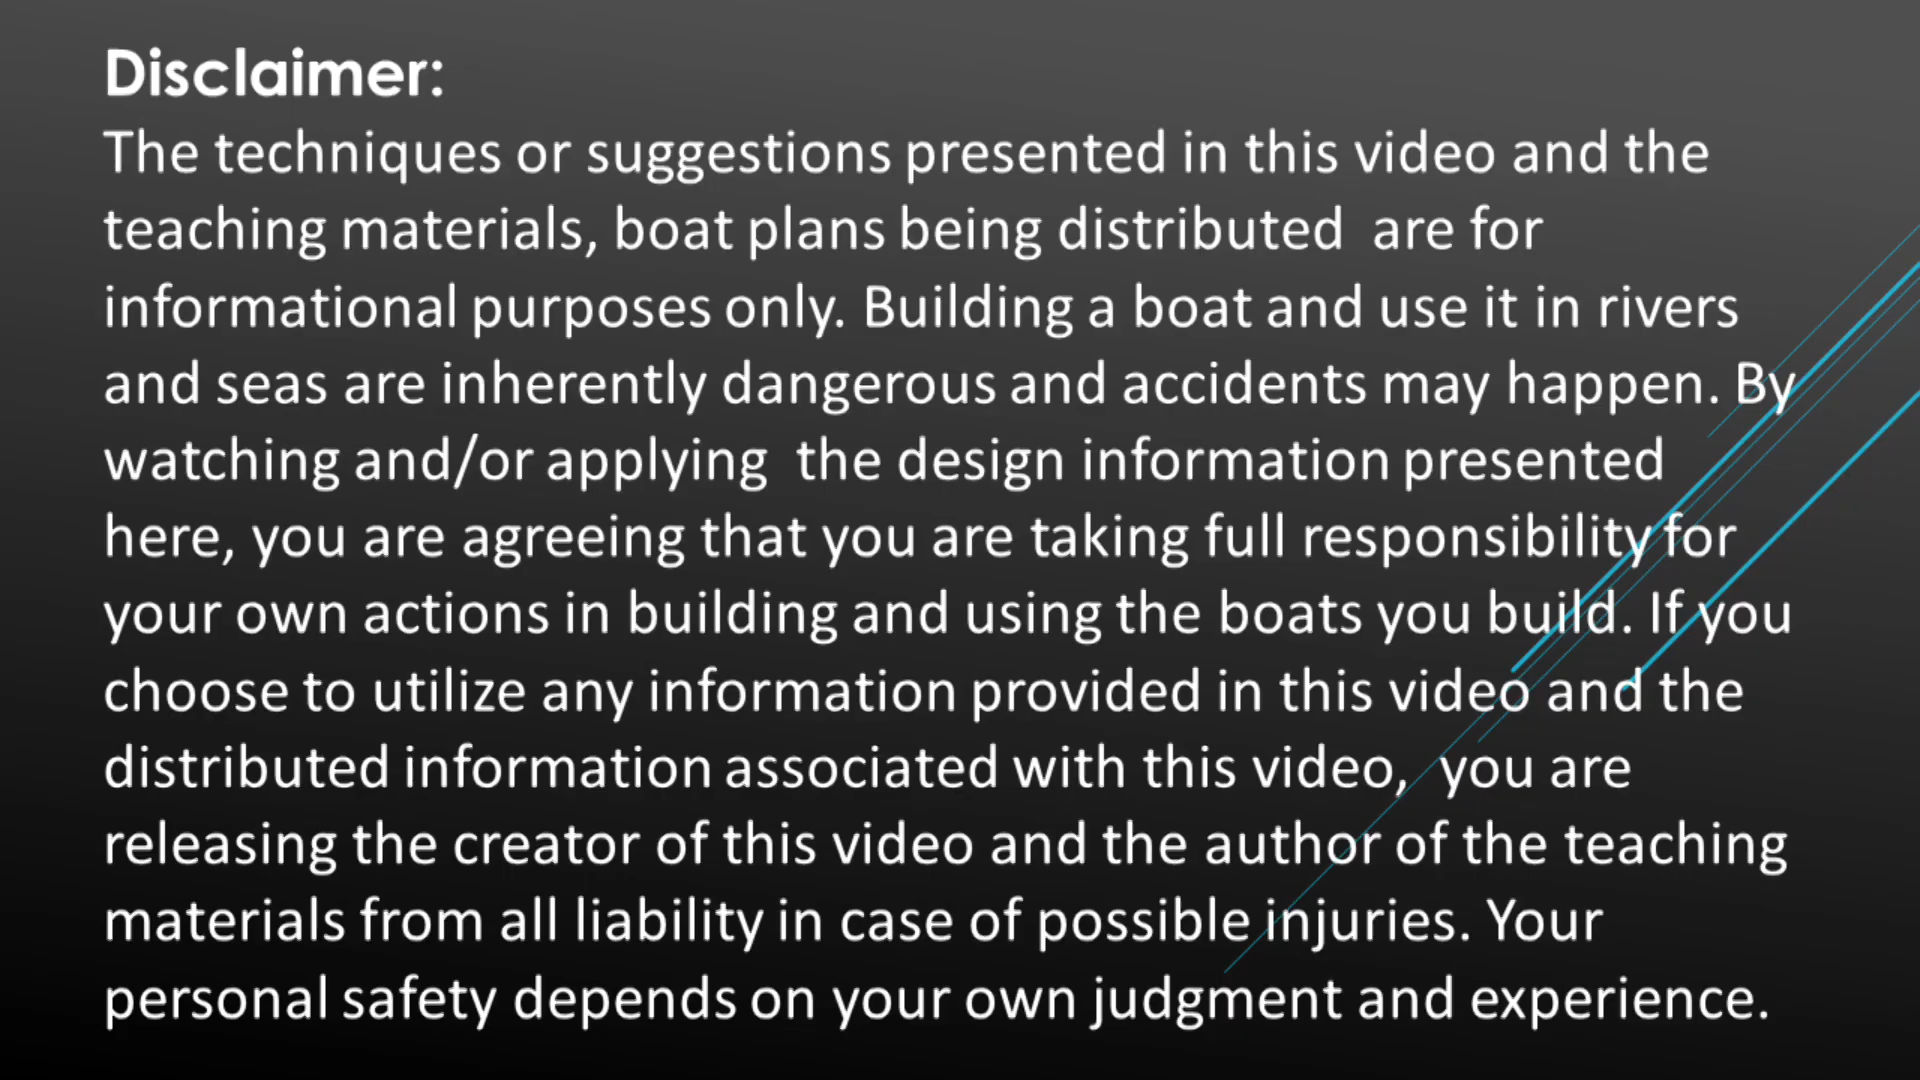 Disclaimer:
The techniques or suggestions presented in this video and the
teaching materials, boat plans being distributed  are for
informational purposes only. Building a boat and use it in rivers
and seas are inherently dangerous and accidents may happen. By
watching and/or applying  the design information presented
here, you are agreeing that you are taking full responsibility for
your own actions in building and using the boats you build. If you
choose to utilize any information provided in this video and the
distributed information associated with this video,  you are
releasing the creator of this video and the author of the teaching
materials from all liability in case of possible injuries. Your
personal safety depends on your own judgment and experience.